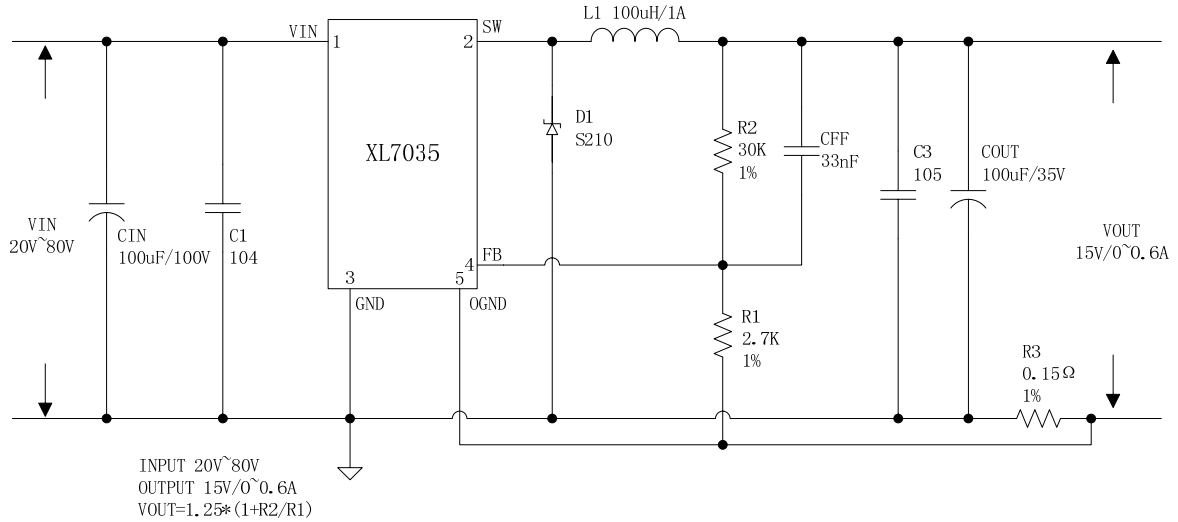 L1 100uH/1A
VIN
1
2
SW
D1
S210
R2
30K
1%
CFF
33nF
C3
105
COUT
100uF/35V
XL7035
VIN
20V~80V
CIN
100uF/100V
C1
104
VOUT
15V/0~0.6A
4
FB
3
5
GND
OGND
R1
2.7K
1%
R3
0.15Ω
1%
INPUT 20V~80V
OUTPUT 15V/0~0.6A
VOUT=1.25*(1+R2/R1)